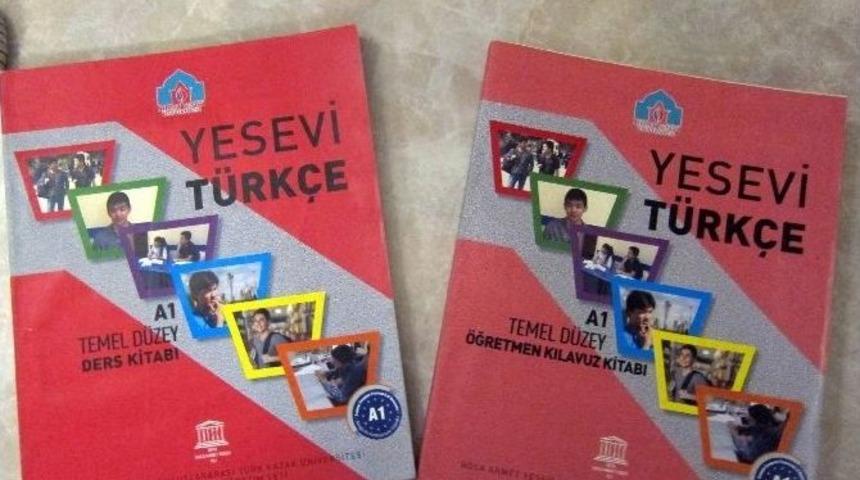 YESEVİ
TÜRKÇE
A1
TEMEL DÜZEY
DERS KİTABI
A1
YESEVİ
TÜRKÇE
A1
TEMEL DÜZEY
ÖĞRETMEN KILAVUZ KİTABI